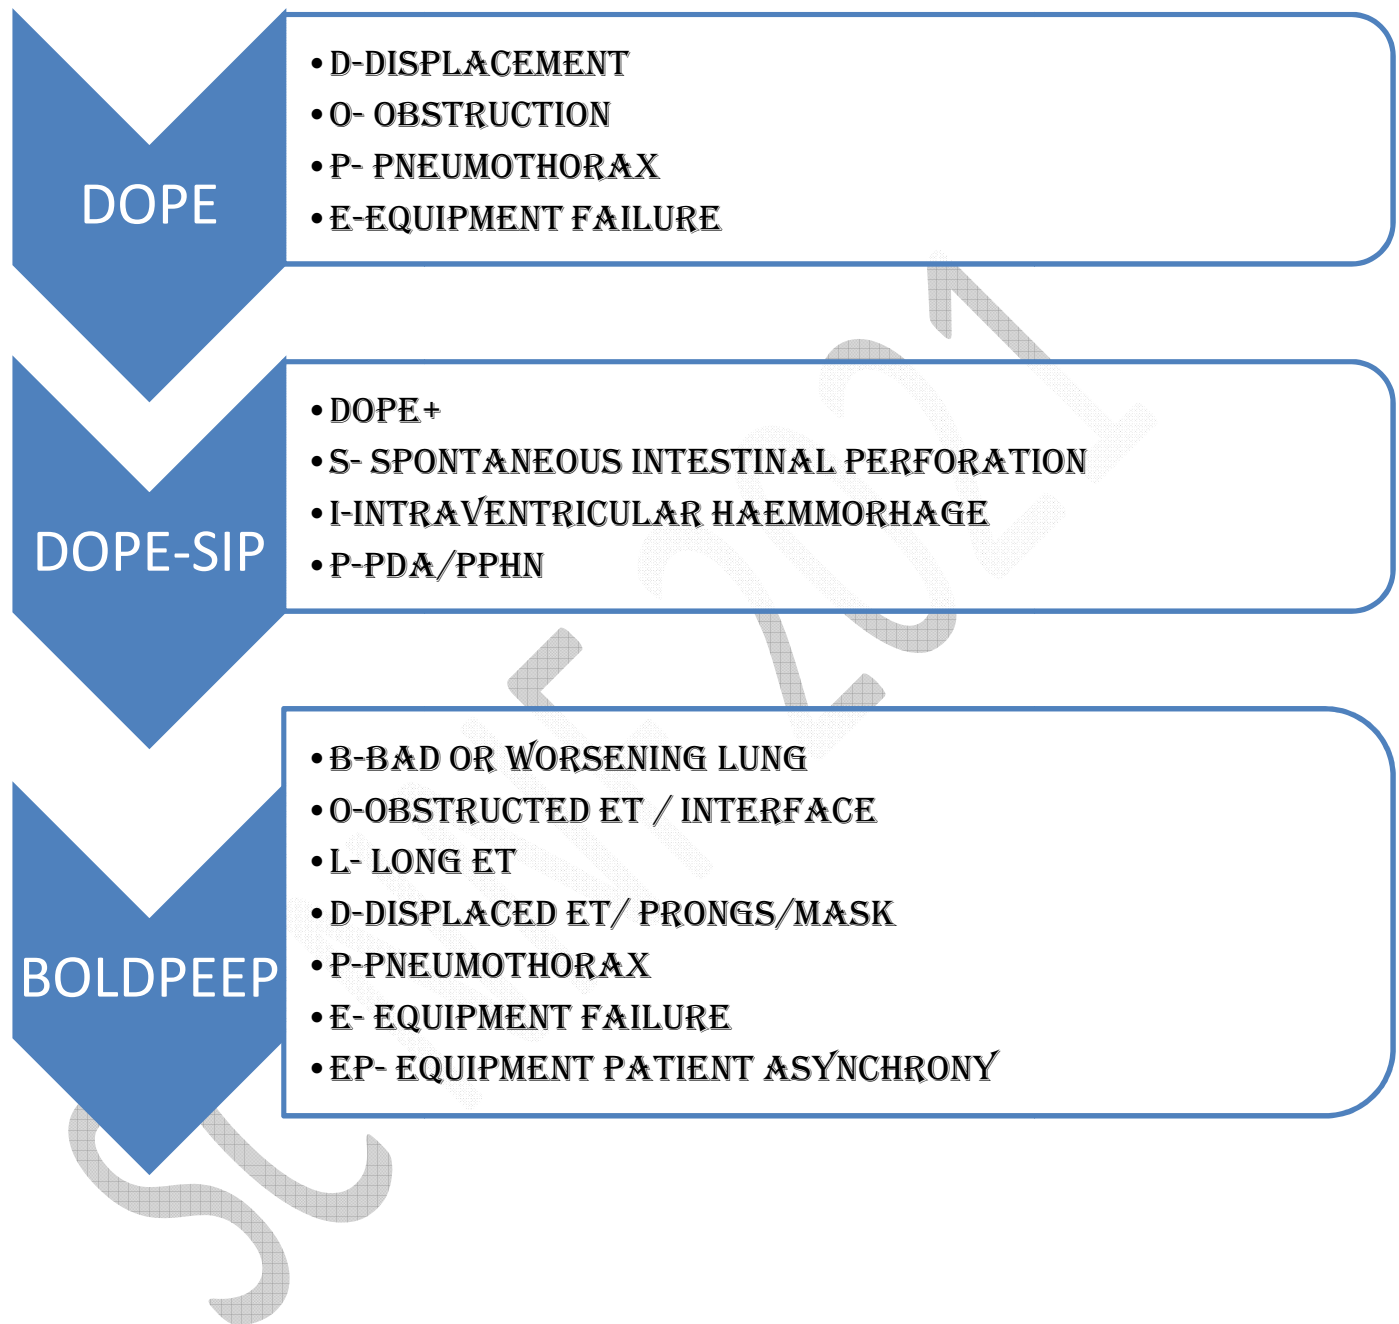 DOPE
•D-DISPLACEMENT
•O- OBSTRUCTION
•P- PNEUMOTHORAX
•E-EQUIPMENT FAILURE
DOPE-SIP
•DOPE+
•S- SPONTANEOUS INTESTINAL PERFORATION
•I-INTRAVENTRICULAR HAEMMORHAGE
•P-PDA/PPHN
BOLDPEEP
•B-BAD OR WORSENING LUNG
•O-OBSTRUCTED ET / INTERFACE
•L- LONG ET
•D-DISPLACED ET/ PRONGS/MASK
•P-PNEUMOTHORAX
•E- EQUIPMENT FAILURE
•EP- EQUIPMENT PATIENT ASYNCHRONY
2021